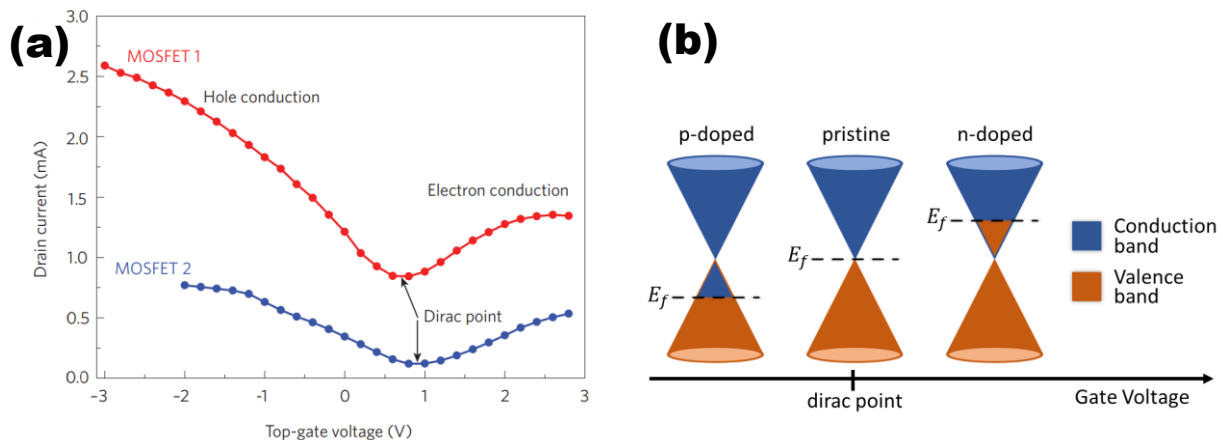 (a)
3.0
2.5
2.0
1.5
1.0
0.5
0.0
Drain current (mA)
MOSFET 1
Hole conduction
Electron conduction
MOSFET 2
Dirac point
−3
−2
−1
0
1
2
3
Top-gate voltage (V)
(b)
p-doped
pristine
n-doped
E_f
E_f
E_f
Conduction
band
Valence
band
dirac point
Gate Voltage